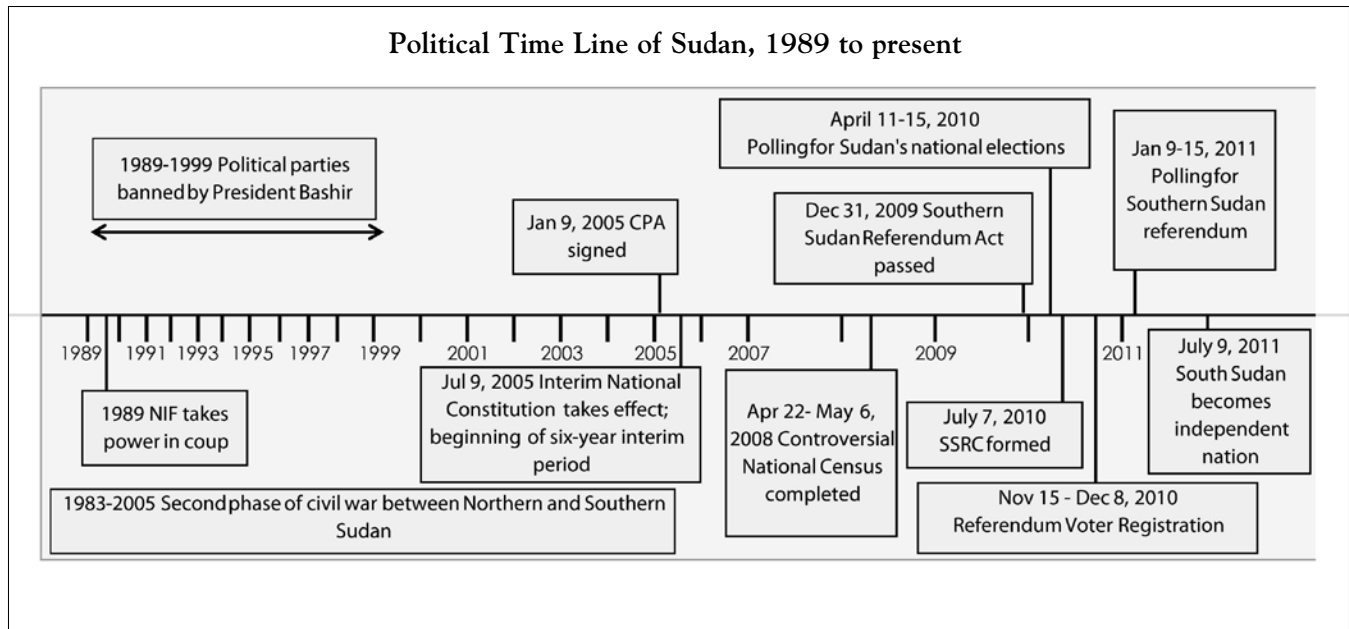 Political Time Line of Sudan, 1989 to present
April 11-15, 2010
Polling for Sudan's national elections
Jan 9-15, 2011
Polling for
Southern Sudan
referendum
1989-1999 Political parties
banned by President Bashir
Dec 31, 2009 Southern
Sudan Referendum Act
passed
Jan 9, 2005 CPA
signed
1989
1991
1993
1995
1997
1999
2001
2003
2005
2007
2009
2011
1989 NIF takes
power in coup
Jul 9, 2005 Interim National
Constitution takes effect;
beginning of six-year interim
period
Apr 22- May 6,
2008 Controversial
National Census
completed
July 7, 2010
SSRC formed
July 9, 2011
South Sudan
becomes
independent
nation
1983-2005 Second phase of civil war between Northern and Southern
Sudan
Nov 15 - Dec 8, 2010
Referendum Voter Registration